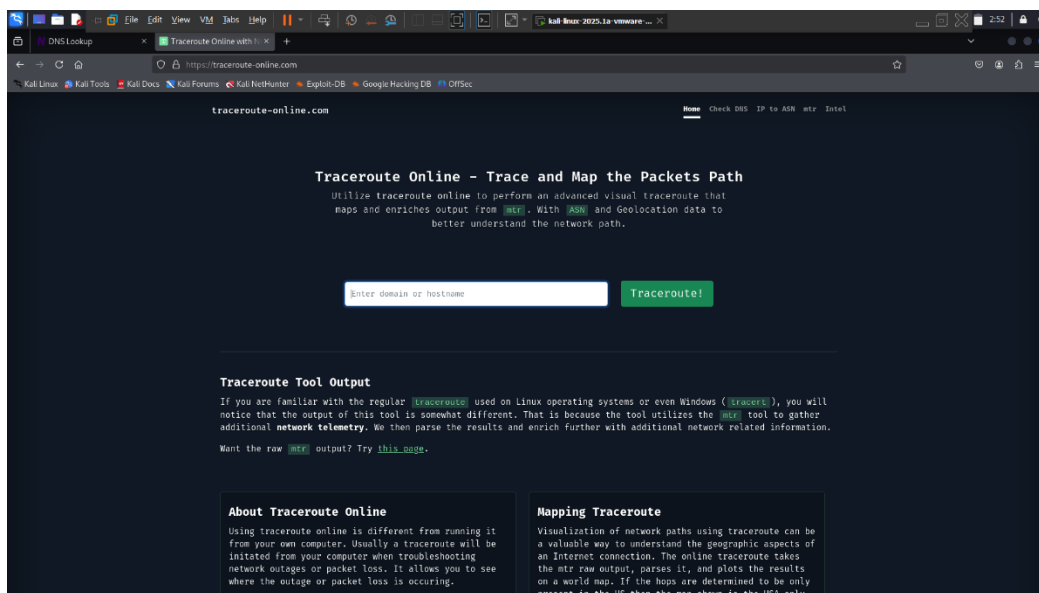 File Edit View VM Tabs Help kali-linux-2025.1a-vmware-... 2:52
DNS Lookup Traceroute Online with
https://traceroute-online.com
Kali Linux Kali Tools Kali Docs Kali Forums Kali NetHunter Exploit-DB Google Hacking DB OffSec
traceroute-online.com Home Check DNS IP to ASN mtr Intel
Traceroute Online – Trace and Map the Packets Path
Utilize traceroute online to perform an advanced visual traceroute that
maps and enriches output from mtr. With ASN and Geolocation data to
better understand the network path.
Enter domain or hostname Traceroute!
Traceroute Tool Output
If you are familiar with the regular traceroute used on Linux operating systems or even Windows (tracert), you will
notice that the output of this tool is somewhat different. That is because the tool utilizes the mtr tool to gather
additional network telemetry. We then parse the results and enrich further with additional network related information.
Want the raw mtr output? Try this page.
About Traceroute Online
Using traceroute online is different from running it
from your own computer. Usually a traceroute will be
initated from your computer when troubleshooting
network outages or packet loss. It allows you to see
where the outage or packet loss is occuring.
Mapping Traceroute
Visualization of network paths using traceroute can be
a valuable way to understand the geographic aspects of
an Internet connection. The online traceroute takes
the mtr raw output, parses it, and plots the results
on a world map. If the hops are determined to be only
present in the US then the map shown is the USA only